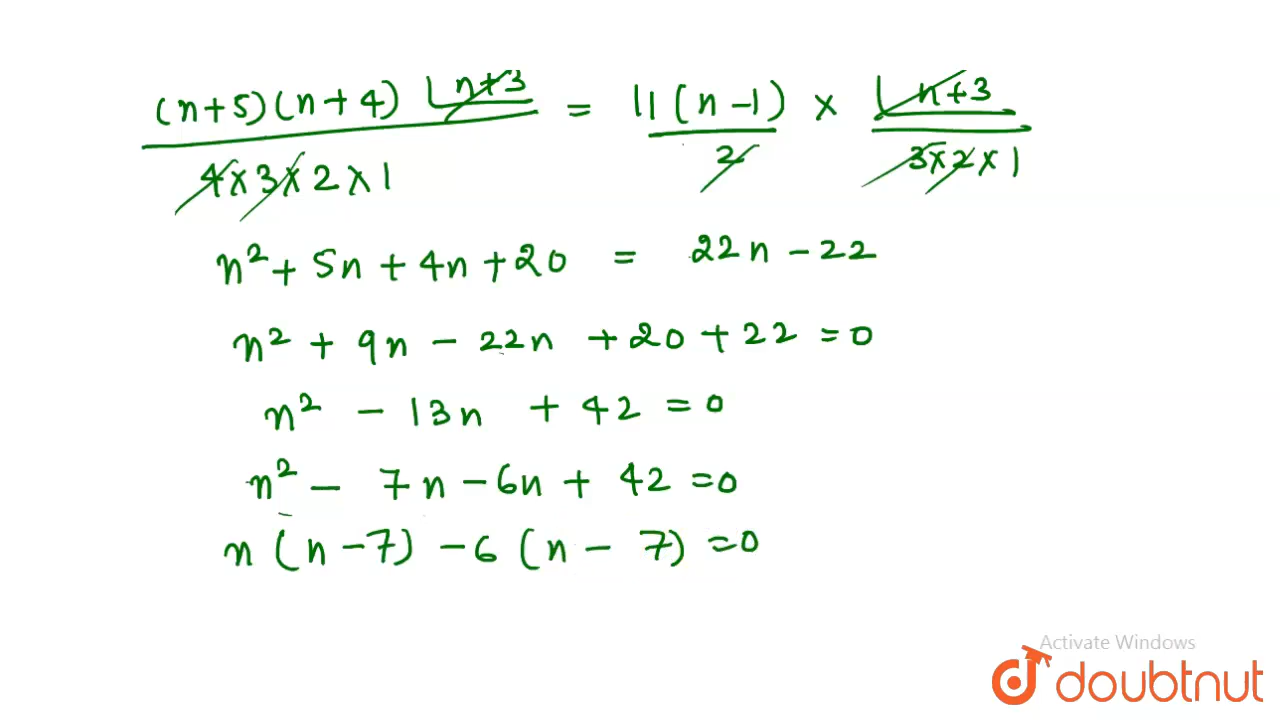 (n+5)(n+4) ⌊n+3 = 11(n-1) × ⌊n+3
4×3×2×1 2 3×2×1
n² + 5n + 4n + 20 = 22n - 22
n² + 9n - 22n + 20 + 22 = 0
n² - 13n + 42 = 0
n² - 7n - 6n + 42 = 0
n(n-7) - 6(n-7) = 0
Activate Windows
doubtnut